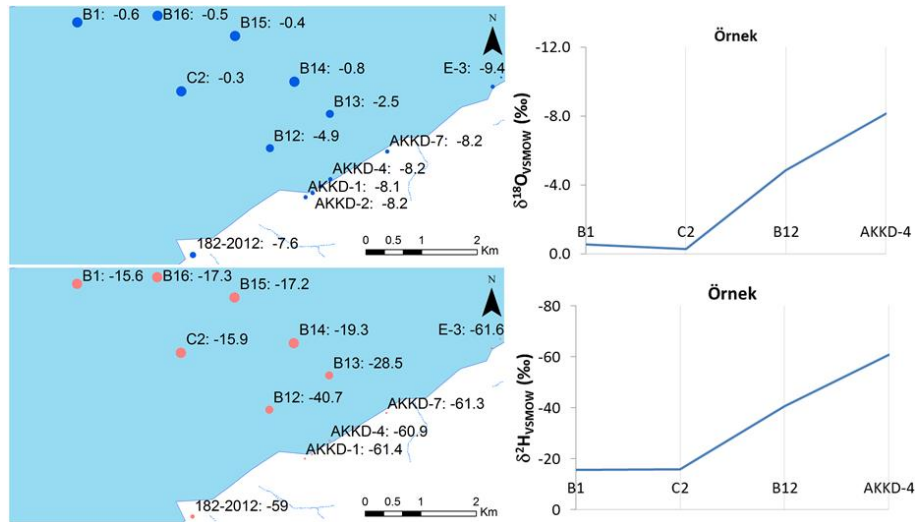 B1: -0.6
B16: -0.5
B15: -0.4
N
C2: -0.3
B14: -0.8
E-3: -9.4
B13: -2.5
B12: -4.9
AKKD-7: -8.2
AKKD-4: -8.2
AKKD-1: -8.1
AKKD-2: -8.2
182-2012: -7.6
0 0.5 1 2
Km
Örnek
δ18OVSMOW (‰)
-12.0
-8.0
-4.0
0.0
B1 C2 B12 AKKD-4
B1: -15.6
B16: -17.3
B15: -17.2
N
C2: -15.9
B14: -19.3
E-3: -61.6
B13: -28.5
B12: -40.7
AKKD-7: -61.3
AKKD-4: -60.9
AKKD-1: -61.4
182-2012: -59
0 0.5 1 2
Km
Örnek
δ2HVSMOW (‰)
-80
-60
-40
-20
0
B1 C2 B12 AKKD-4